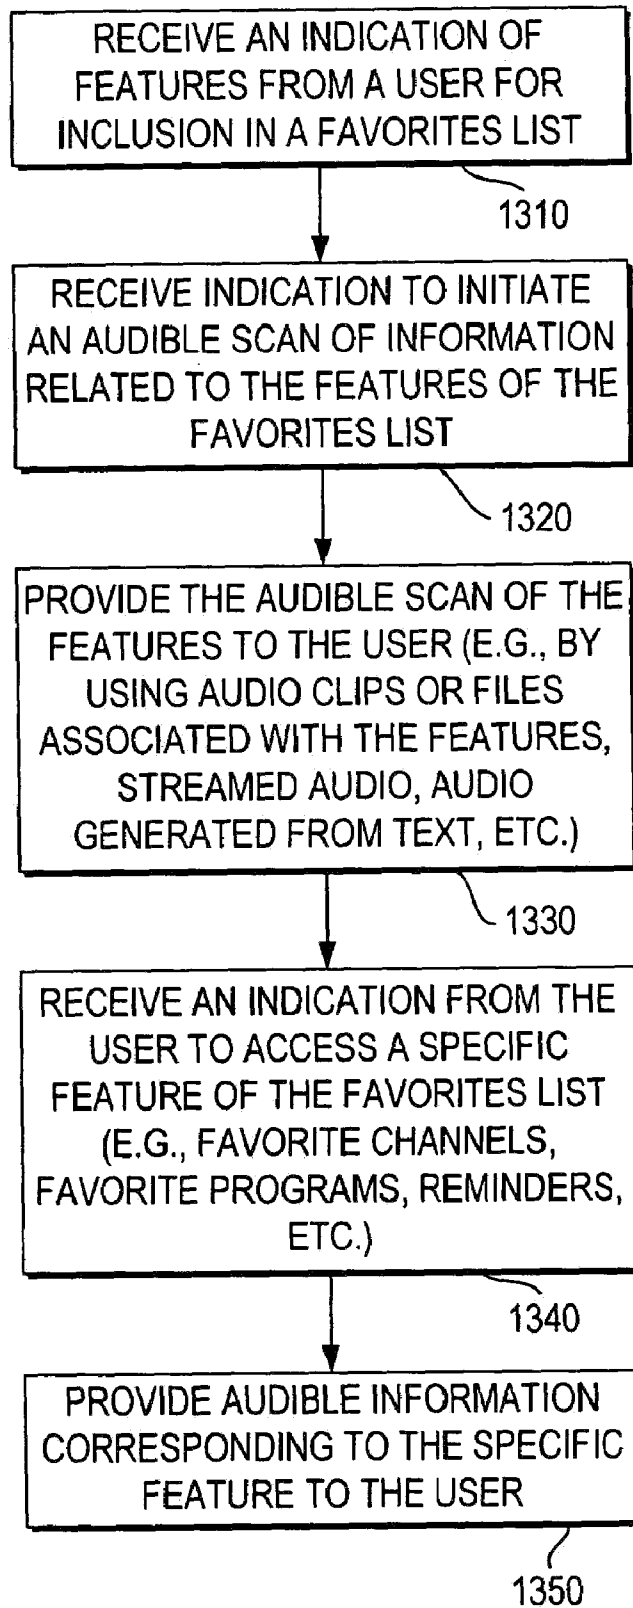 RECEIVE AN INDICATION OF
FEATURES FROM A USER FOR
INCLUSION IN A FAVORITES LIST
1310
RECEIVE INDICATION TO INITIATE
AN AUDIBLE SCAN OF INFORMATION
RELATED TO THE FEATURES OF THE
FAVORITES LIST
1320
PROVIDE THE AUDIBLE SCAN OF THE
FEATURES TO THE USER (E.G., BY
USING AUDIO CLIPS OR FILES
ASSOCIATED WITH THE FEATURES,
STREAMED AUDIO, AUDIO
GENERATED FROM TEXT, ETC.)
1330
RECEIVE AN INDICATION FROM THE
USER TO ACCESS A SPECIFIC
FEATURE OF THE FAVORITES LIST
(E.G., FAVORITE CHANNELS,
FAVORITE PROGRAMS, REMINDERS,
ETC.)
1340
PROVIDE AUDIBLE INFORMATION
CORRESPONDING TO THE SPECIFIC
FEATURE TO THE USER
1350